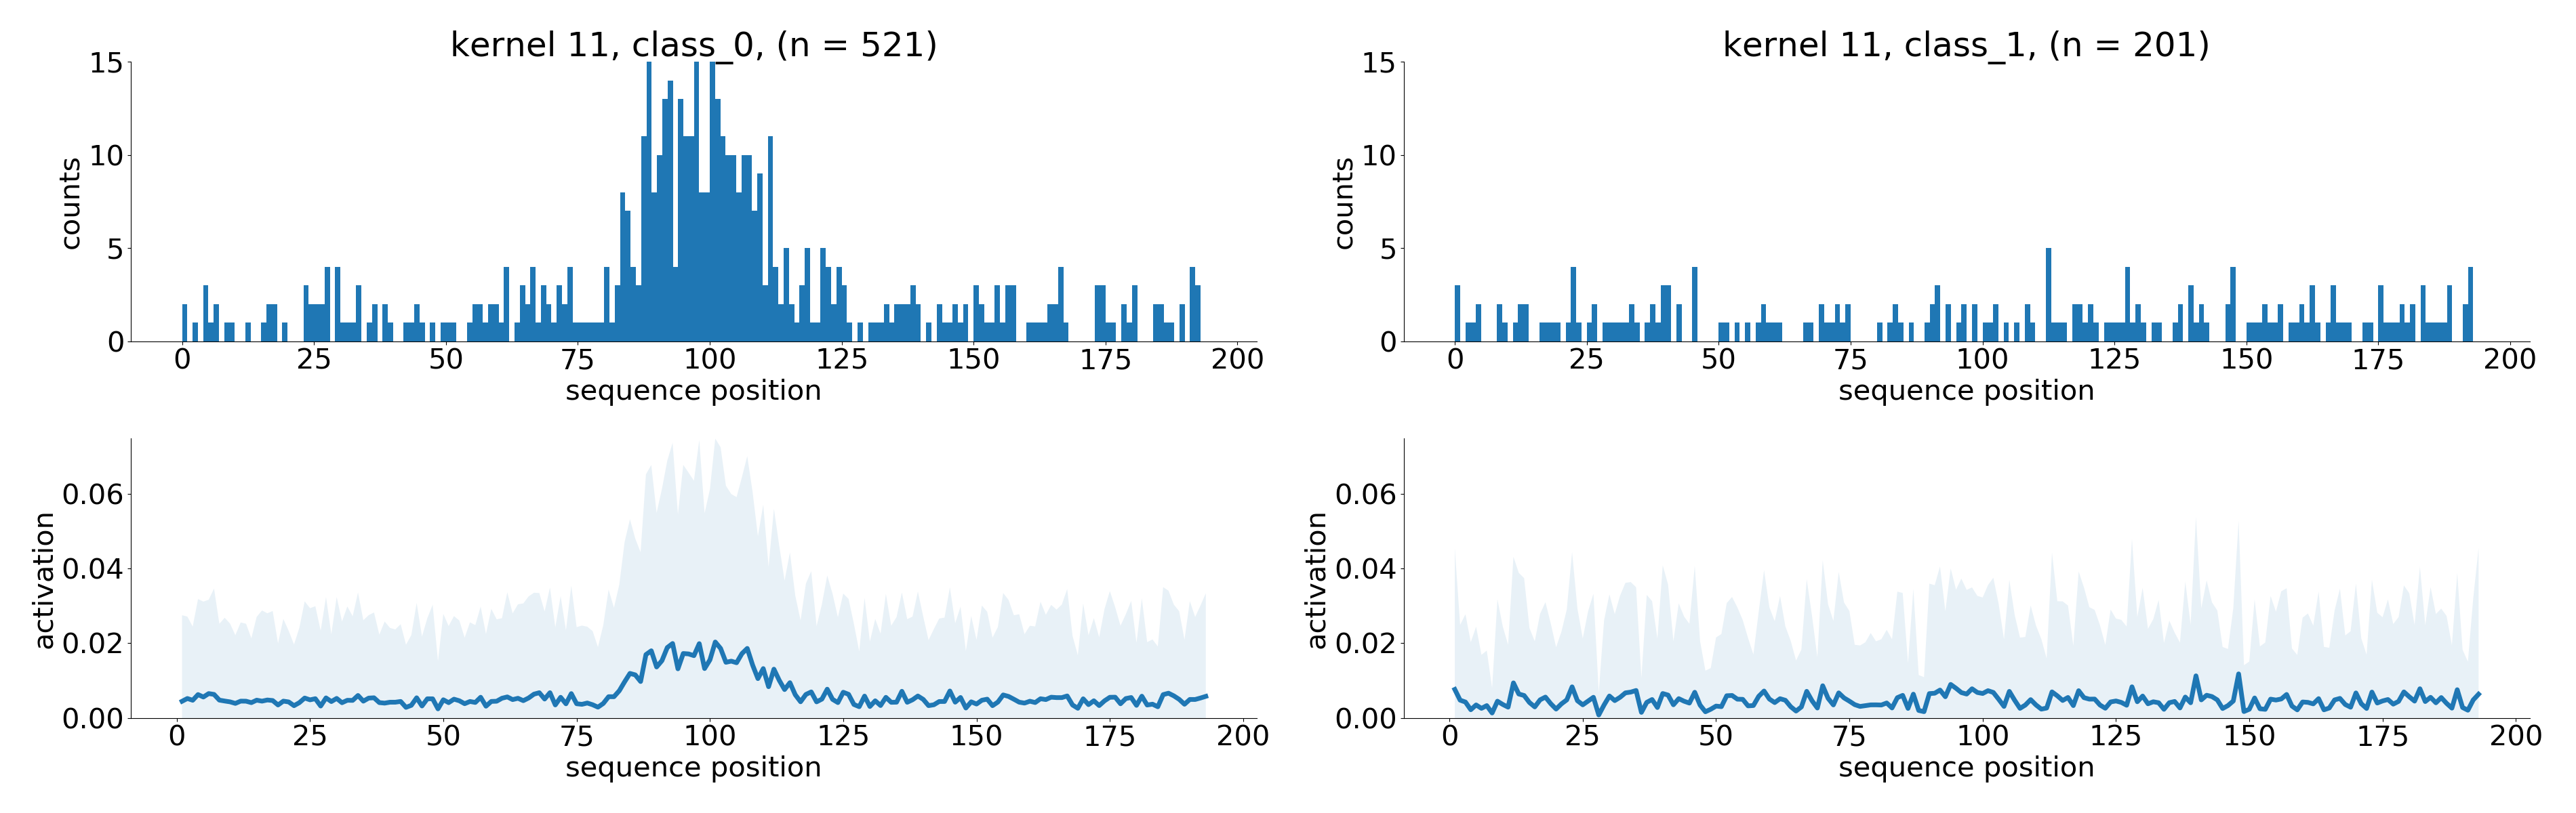 kernel 11, class_0, (n = 521)
15
10
5
0
counts
0 25 50 75 100 125 150 175 200
sequence position
kernel 11, class_1, (n = 201)
15
10
5
0
counts
0 25 50 75 100 125 150 175 200
sequence position
0.06
0.04
0.02
0.00
activation
0 25 50 75 100 125 150 175 200
sequence position
0.06
0.04
0.02
0.00
activation
0 25 50 75 100 125 150 175 200
sequence position